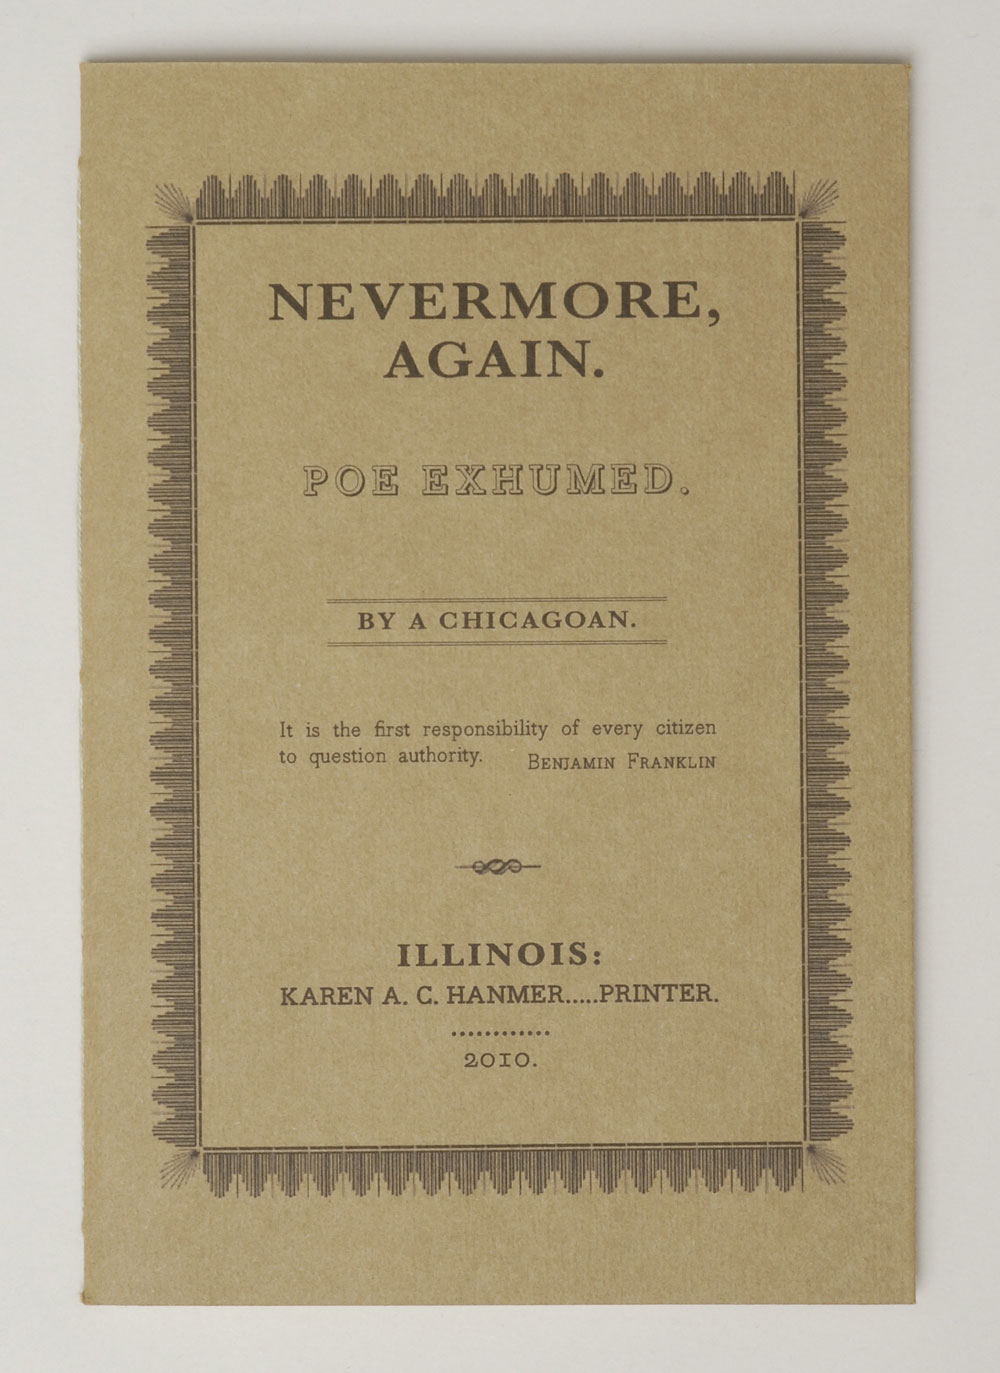 NEVERMORE,
AGAIN.
POE EXHUMED.
BY A CHICAGOAN.
It is the first responsibility of every citizen
to question authority. BENJAMIN FRANKLIN
ILLINOIS:
KAREN A. C. HANMER.....PRINTER.
............
2010.